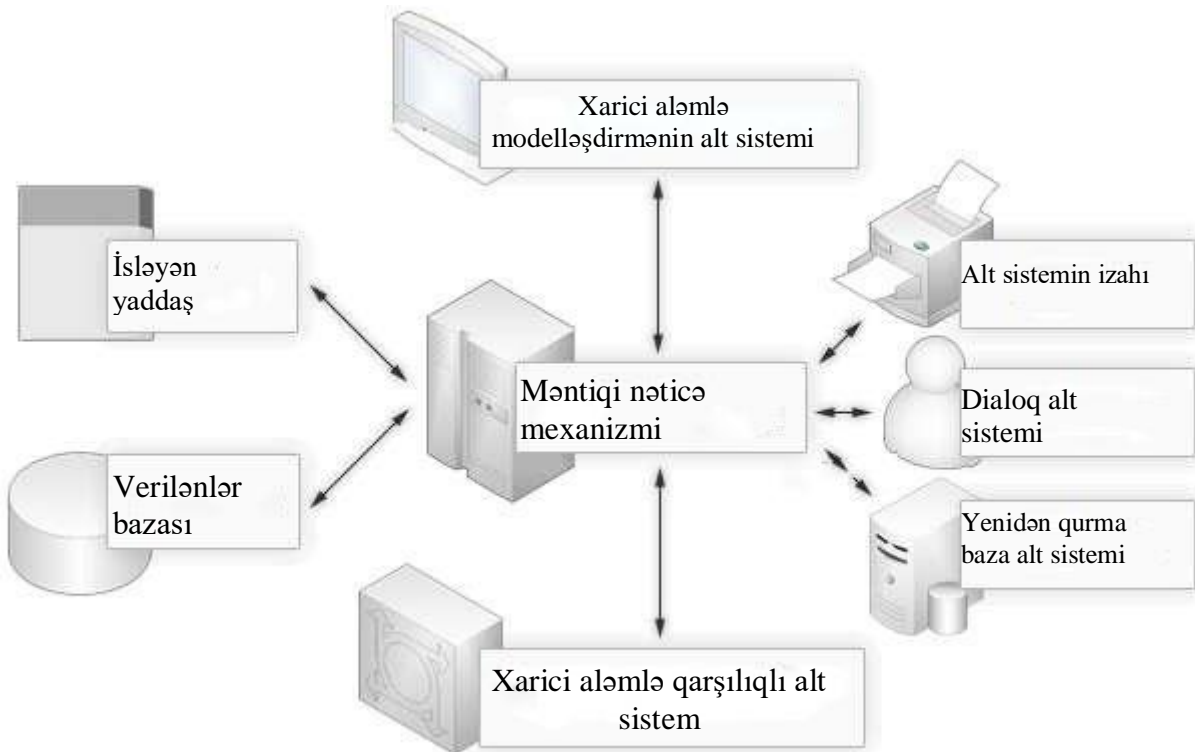 Xarici aləmlə
modelləşdirmənin alt sistemi
İsləyən
yaddaş
Alt sistemin izahı
Məntiqi nəticə
mexanizmi
Dialoq alt
sistemi
Verilənlər
bazası
Yenidən qurma
baza alt sistemi
Xarici aləmlə qarşılıqlı alt
sistem